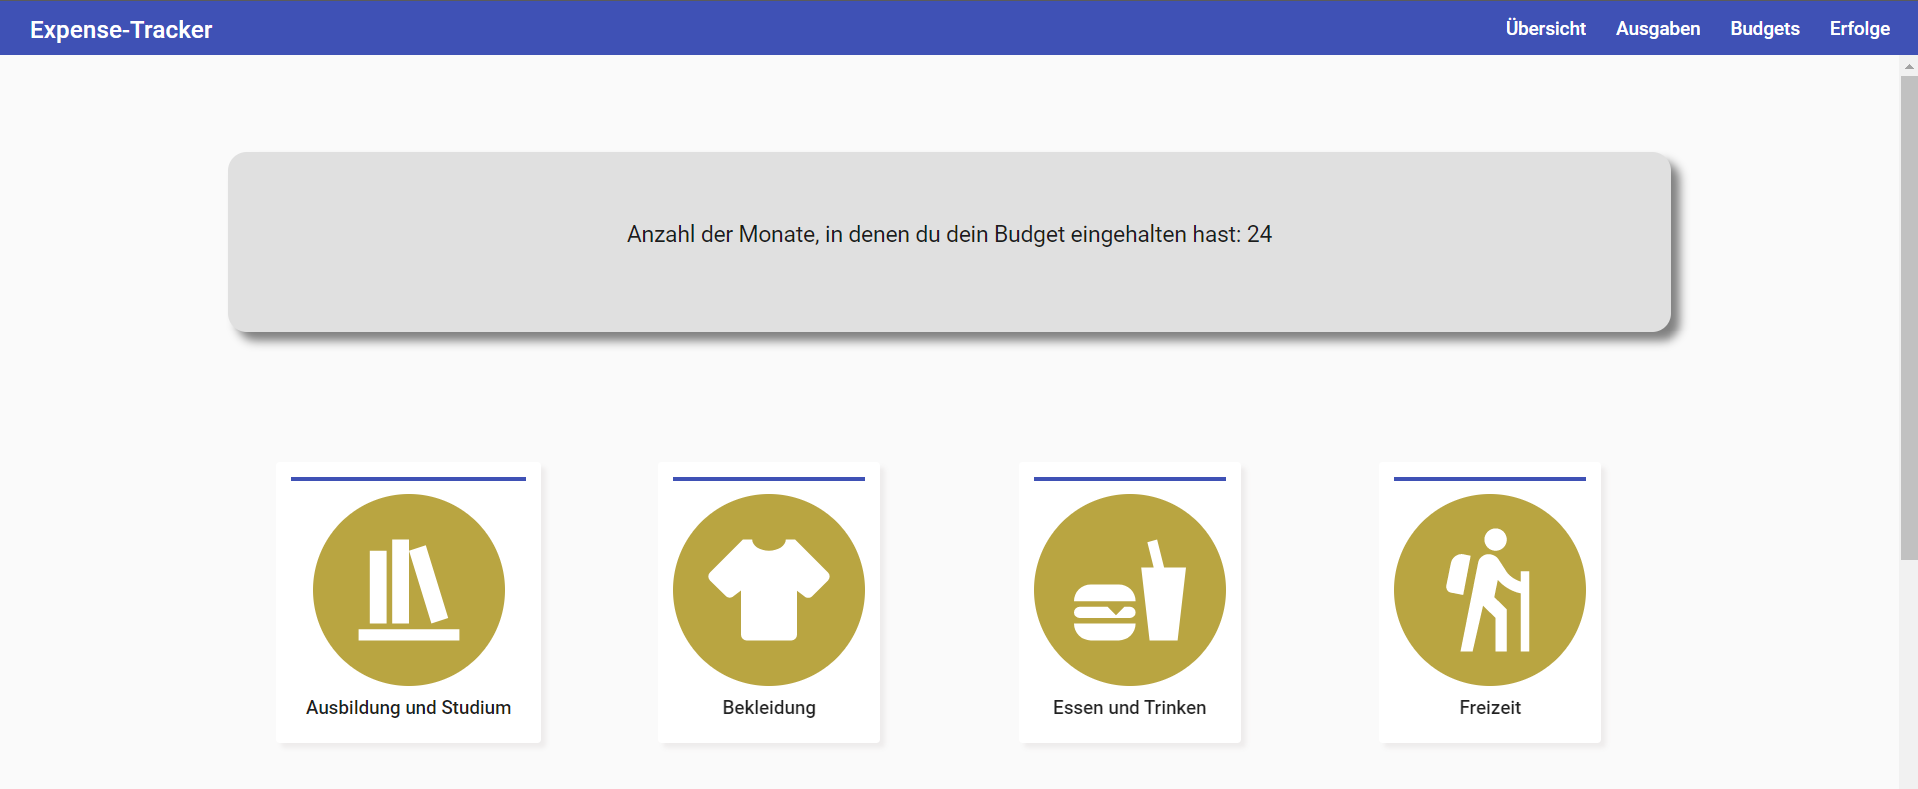 Expense-Tracker
Übersicht Ausgaben Budgets Erfolge
Anzahl der Monate, in denen du dein Budget eingehalten hast: 24
Ausbildung und Studium
Bekleidung
Essen und Trinken
Freizeit